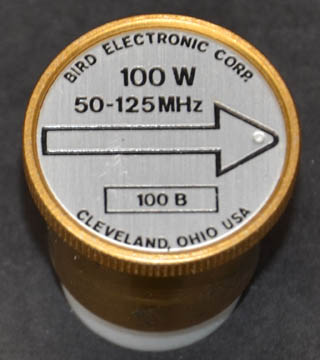 BIRD ELECTRONIC CORP.
100 W
50-125MHz
100 B
CLEVELAND, OHIO USA